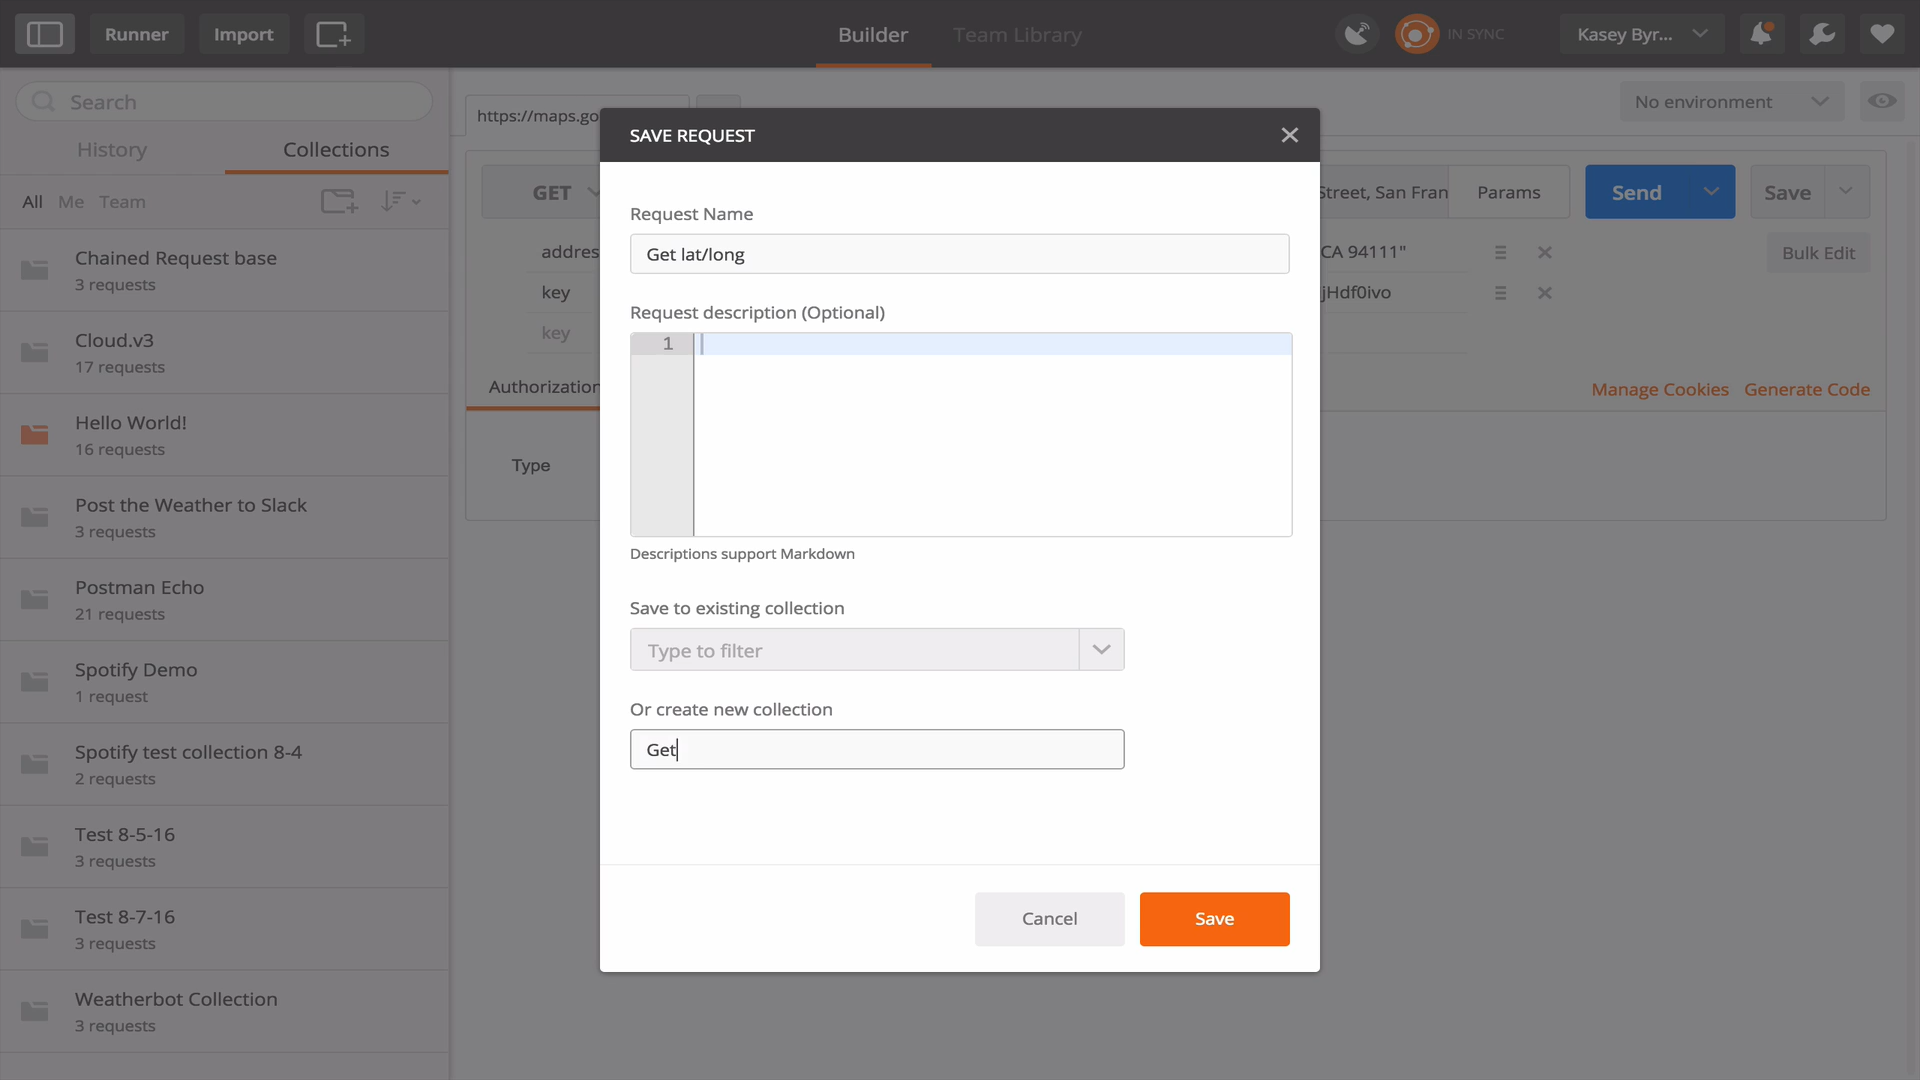 Runner
Import
Builder
Team Library
IN SYNC
Kasey Byr...
Search
History
Collections
All Me Team
Chained Request base
3 requests
Cloud.v3
17 requests
Hello World!
16 requests
Post the Weather to Slack
3 requests
Postman Echo
21 requests
Spotify Demo
1 request
Spotify test collection 8-4
2 requests
Test 8-5-16
3 requests
Test 8-7-16
3 requests
Weatherbot Collection
3 requests
https://maps.go
No environment
GET
Street, San Fran
Params
Send
Save
addres
CA 94111"
Bulk Edit
key
jHdf0ivo
key
Authorization
Manage Cookies
Generate Code
Type
SAVE REQUEST
Request Name
Get lat/long
Request description (Optional)
1
Descriptions support Markdown
Save to existing collection
Type to filter
Or create new collection
Get
Cancel
Save